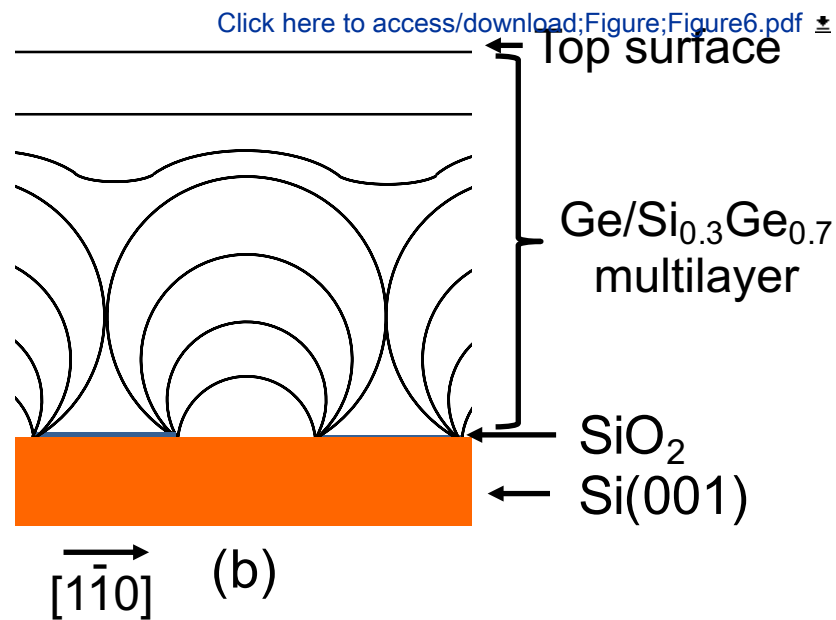 Click here to access/download;Figure;Figure6.pdf
Top surface
Ge/Si₀.₃Ge₀.₇
multilayer
SiO₂
Si(001)
[11̄0]
(b)